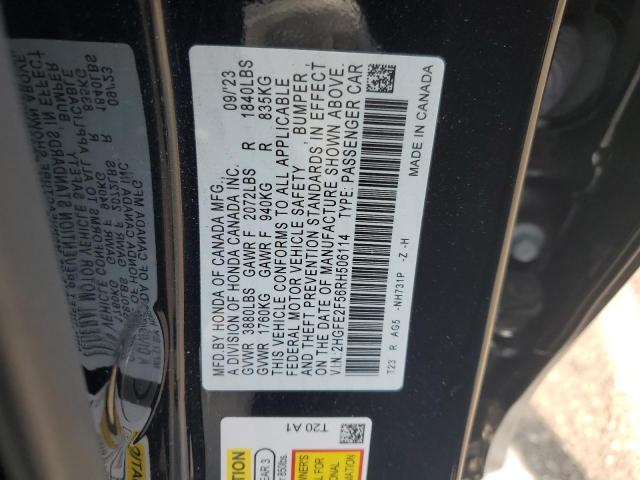 MFD.BY HONDA OF CANADA MFG. 09/'23
A DIVISION OF HONDA CANADA INC.
GVWR 3880LBS GAWR F 2072LBS R 1840LBS
GVWR 1760KG GAWR F 940KG R 835KG
THIS VEHICLE CONFORMS TO ALL APPLICABLE
FEDERAL MOTOR VEHICLE SAFETY, BUMPER,
AND THEFT PREVENTION STANDARDS IN EFFECT
ON THE DATE OF MANUFACTURE SHOWN ABOVE.
V.I.N. 2HGFE2F56RH506114 TYPE: PASSENGER CAR
T23 R AG5 -NH731P -Z -H
MADE IN CANADA
T20 A1